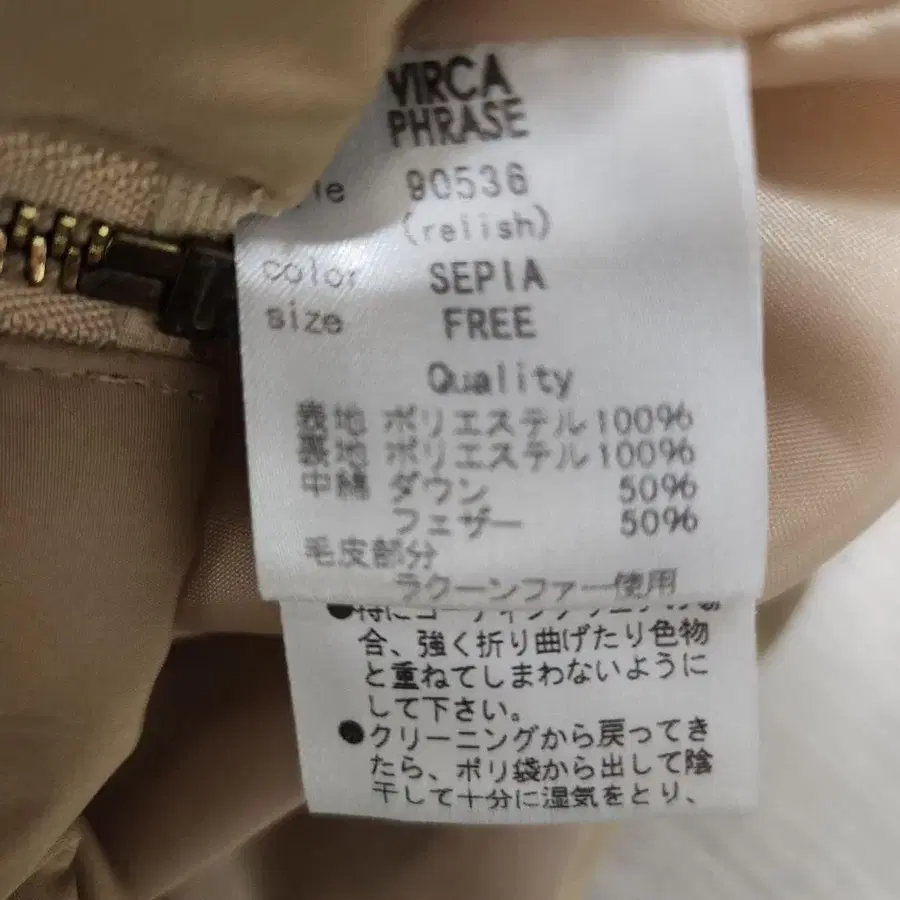 VIRCA
PHRASE
90536
(relish)
color SEPIA
size FREE
Quality
表地 ポリエステル100%
裏地 ポリエステル100%
中綿 ダウン 50%
フェザー 50%
毛皮部分
ラクーンファー使用
合、強く折り曲げたり色物
と重ねてしまわないように
して下さい。
●クリーニングから戻ってき
たら、ポリ袋から出して陰
干して十分に湿気をとり、